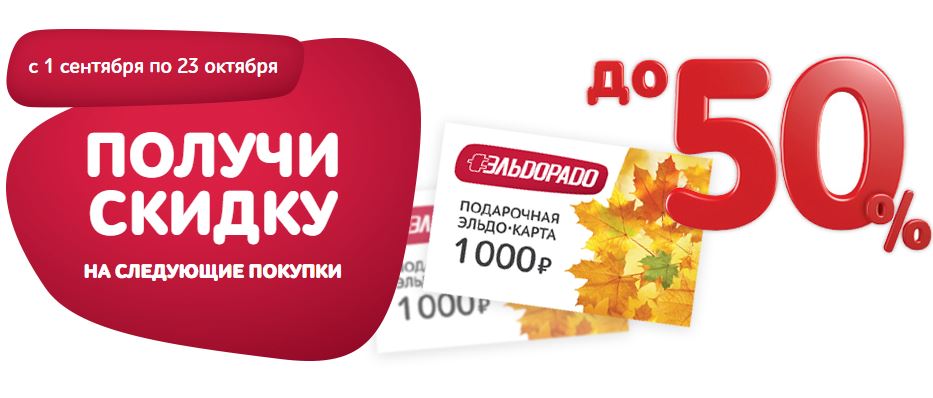 с 1 сентября по 23 октября
ПОЛУЧИ
СКИДКУ
НА СЛЕДУЮЩИЕ ПОКУПКИ
до 50%
ЭЛЬДОРАДО
ПОДАРОЧНАЯ
ЭЛЬДО·КАРТА
1000₽
1000₽